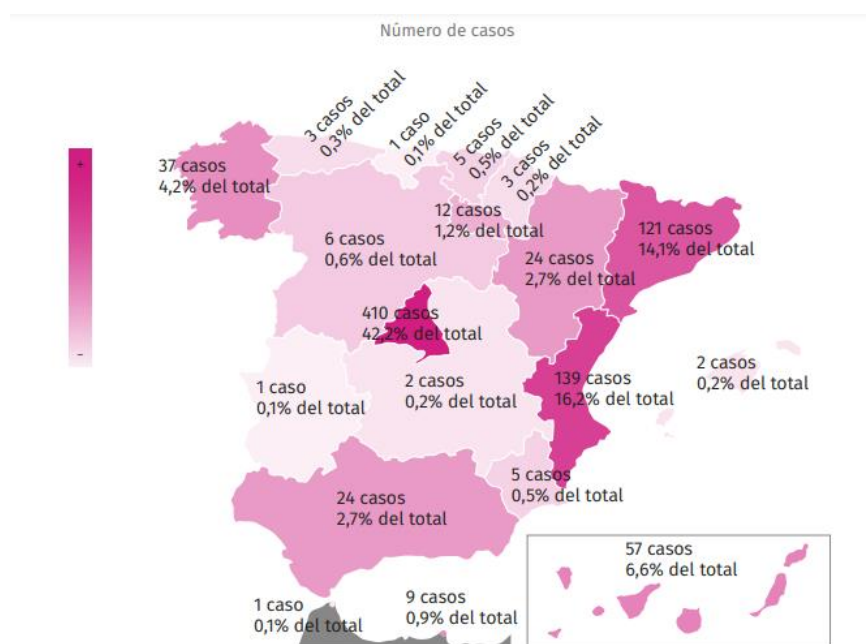 Número de casos
3 casos
0,3% del total
1 caso
0,1% del total
5 casos
0,5% del total
3 casos
0,2% del total
+
37 casos
4,2% del total
12 casos
1,2% del total
121 casos
14,1% del total
6 casos
0,6% del total
24 casos
2,7% del total
410 casos
42,2% del total
2 casos
0,2% del total
139 casos
16,2% del total
-
1 caso
0,1% del total
2 casos
0,2% del total
5 casos
0,5% del total
24 casos
2,7% del total
57 casos
6,6% del total
1 caso
0,1% del total
9 casos
0,9% del total